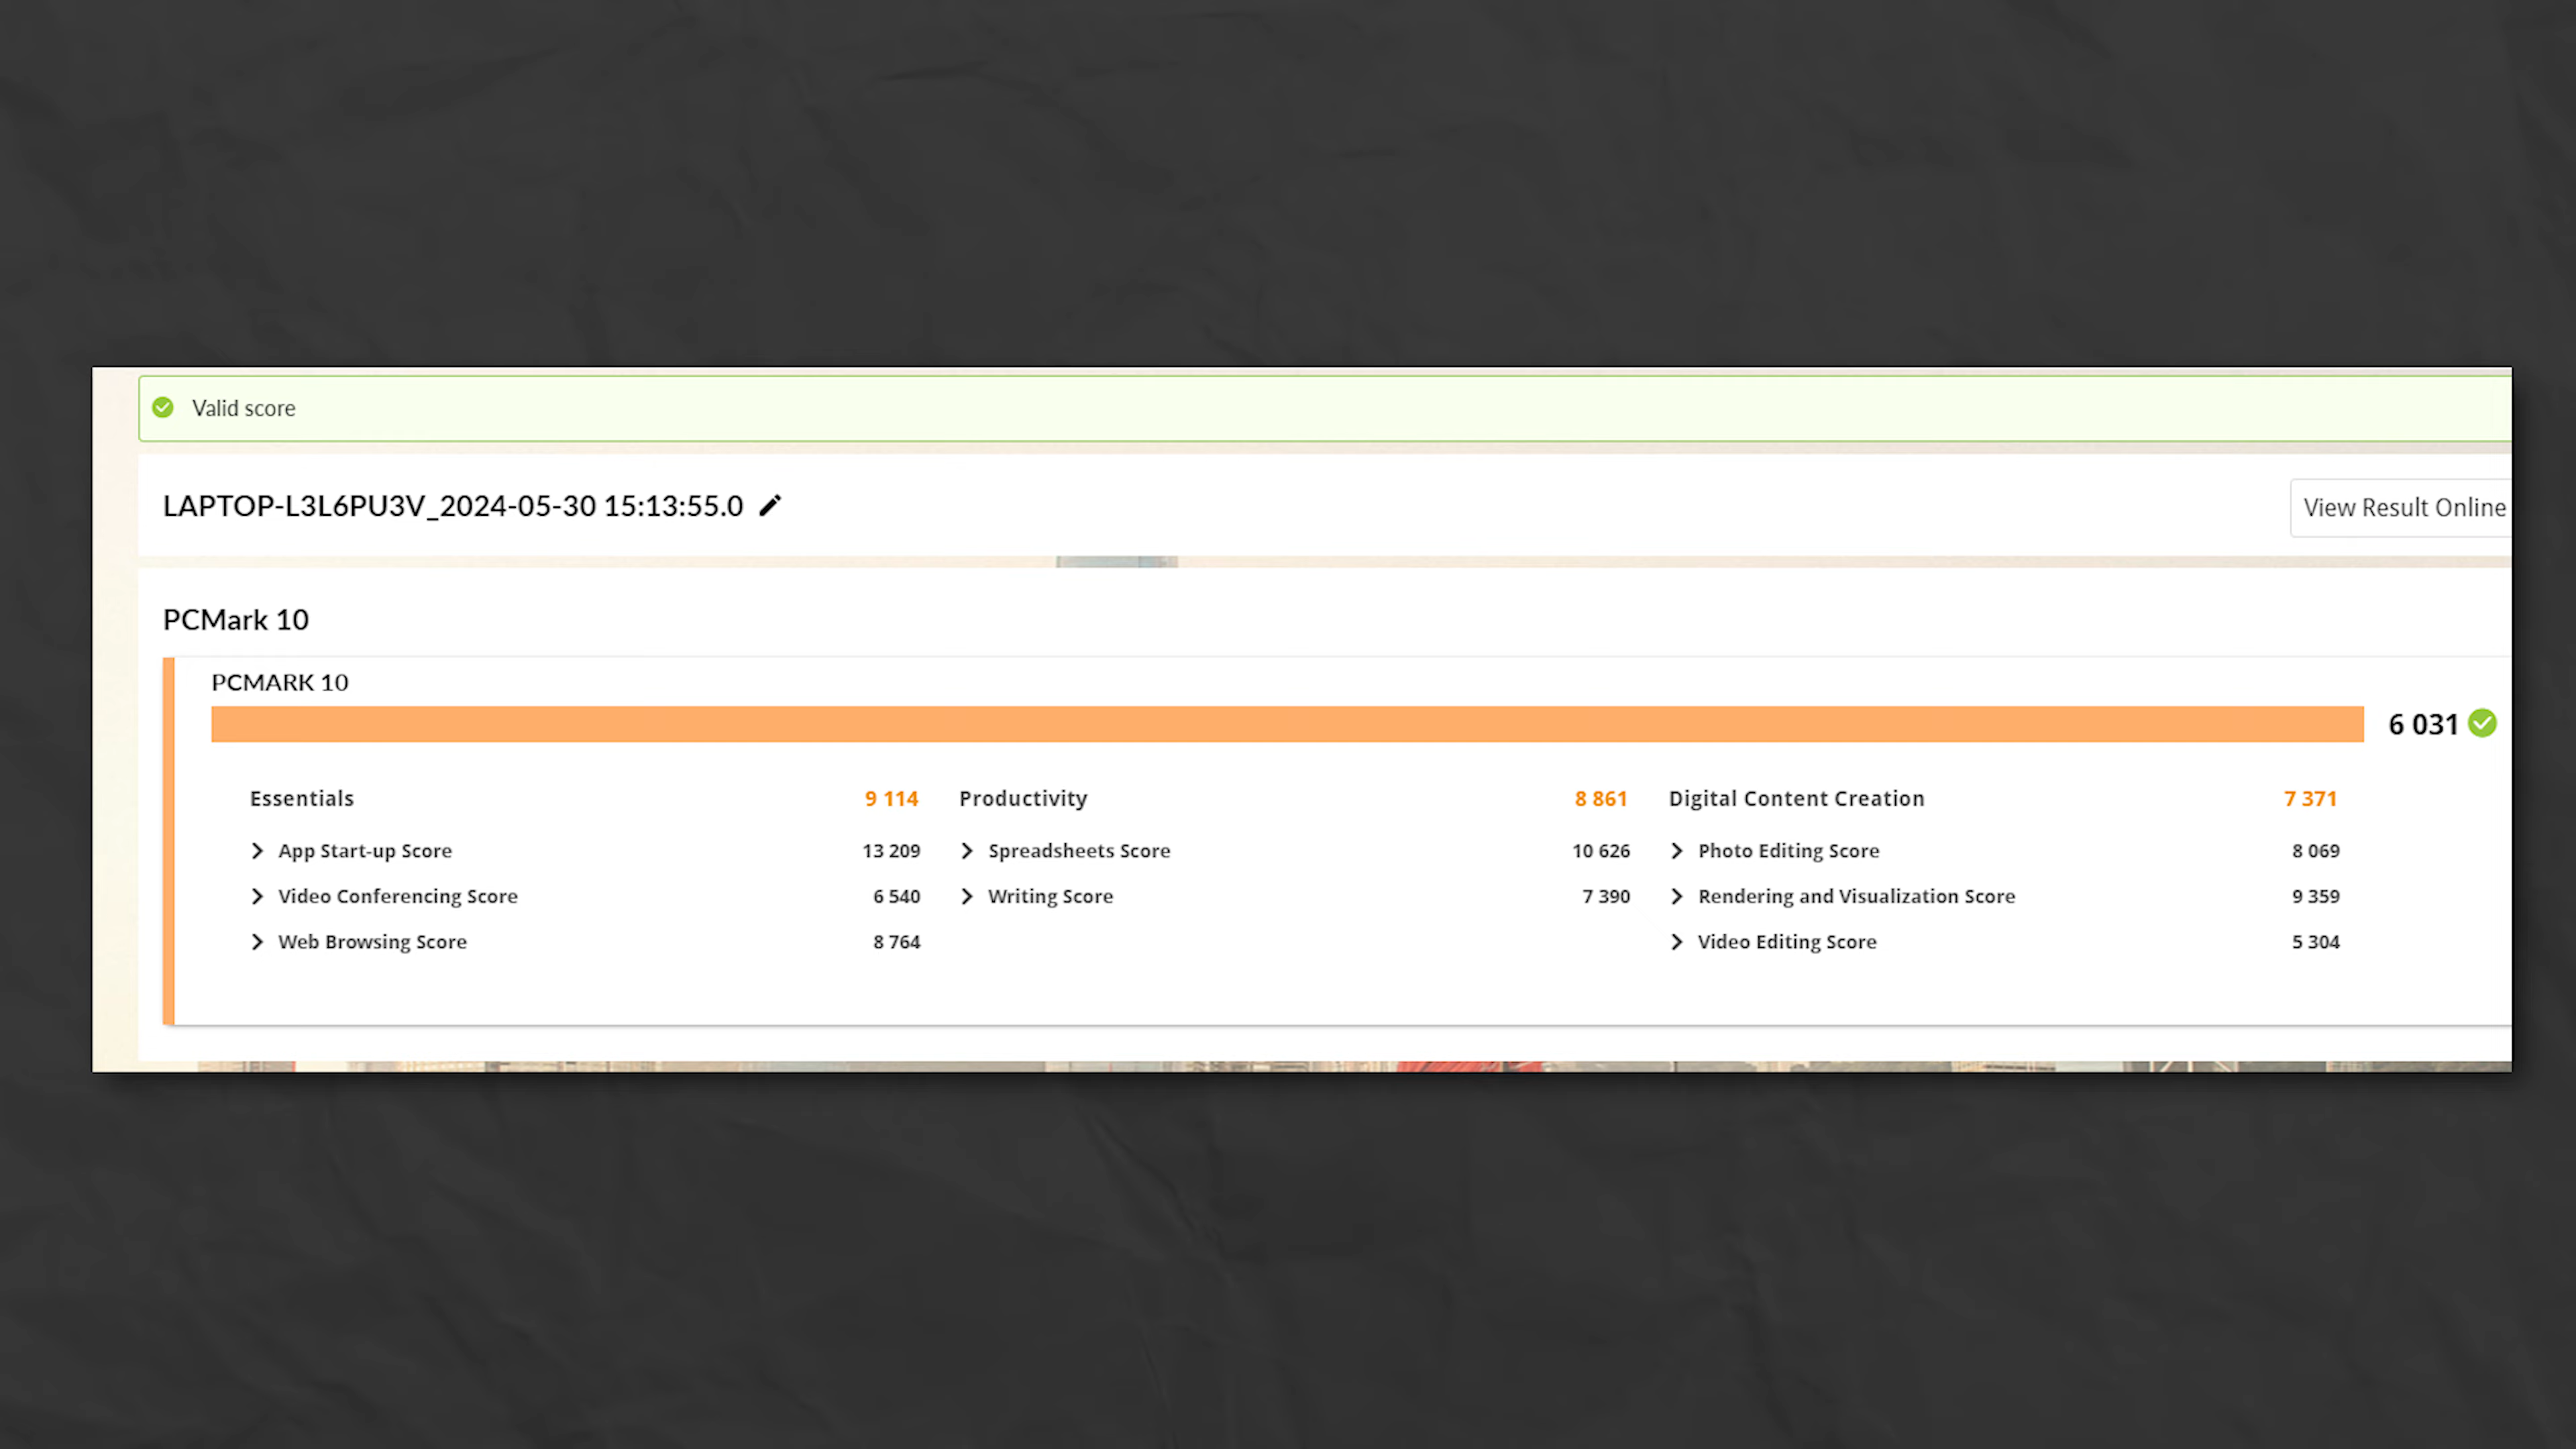 Valid score
LAPTOP-L3L6PU3V_2024-05-30 15:13:55.0
View Result Online
PCMark 10
PCMARK 10
6 031
Essentials 9 114
App Start-up Score 13 209
Video Conferencing Score 6 540
Web Browsing Score 8 764
Productivity 8 861
Spreadsheets Score 10 626
Writing Score 7 390
Digital Content Creation 7 371
Photo Editing Score 8 069
Rendering and Visualization Score 9 359
Video Editing Score 5 304